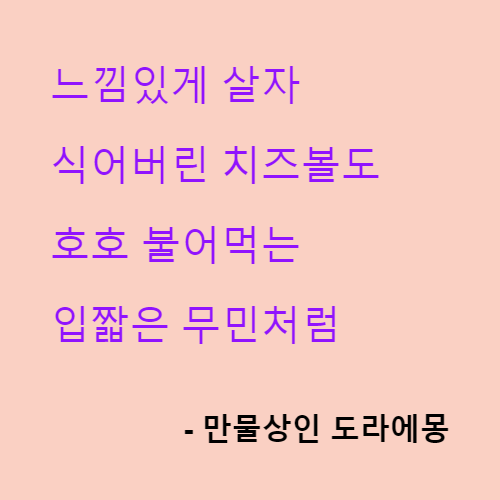 느낌있게 살자
식어버린 치즈볼도
호호 불어먹는
입짧은 무민처럼
- 만물상인 도라에몽